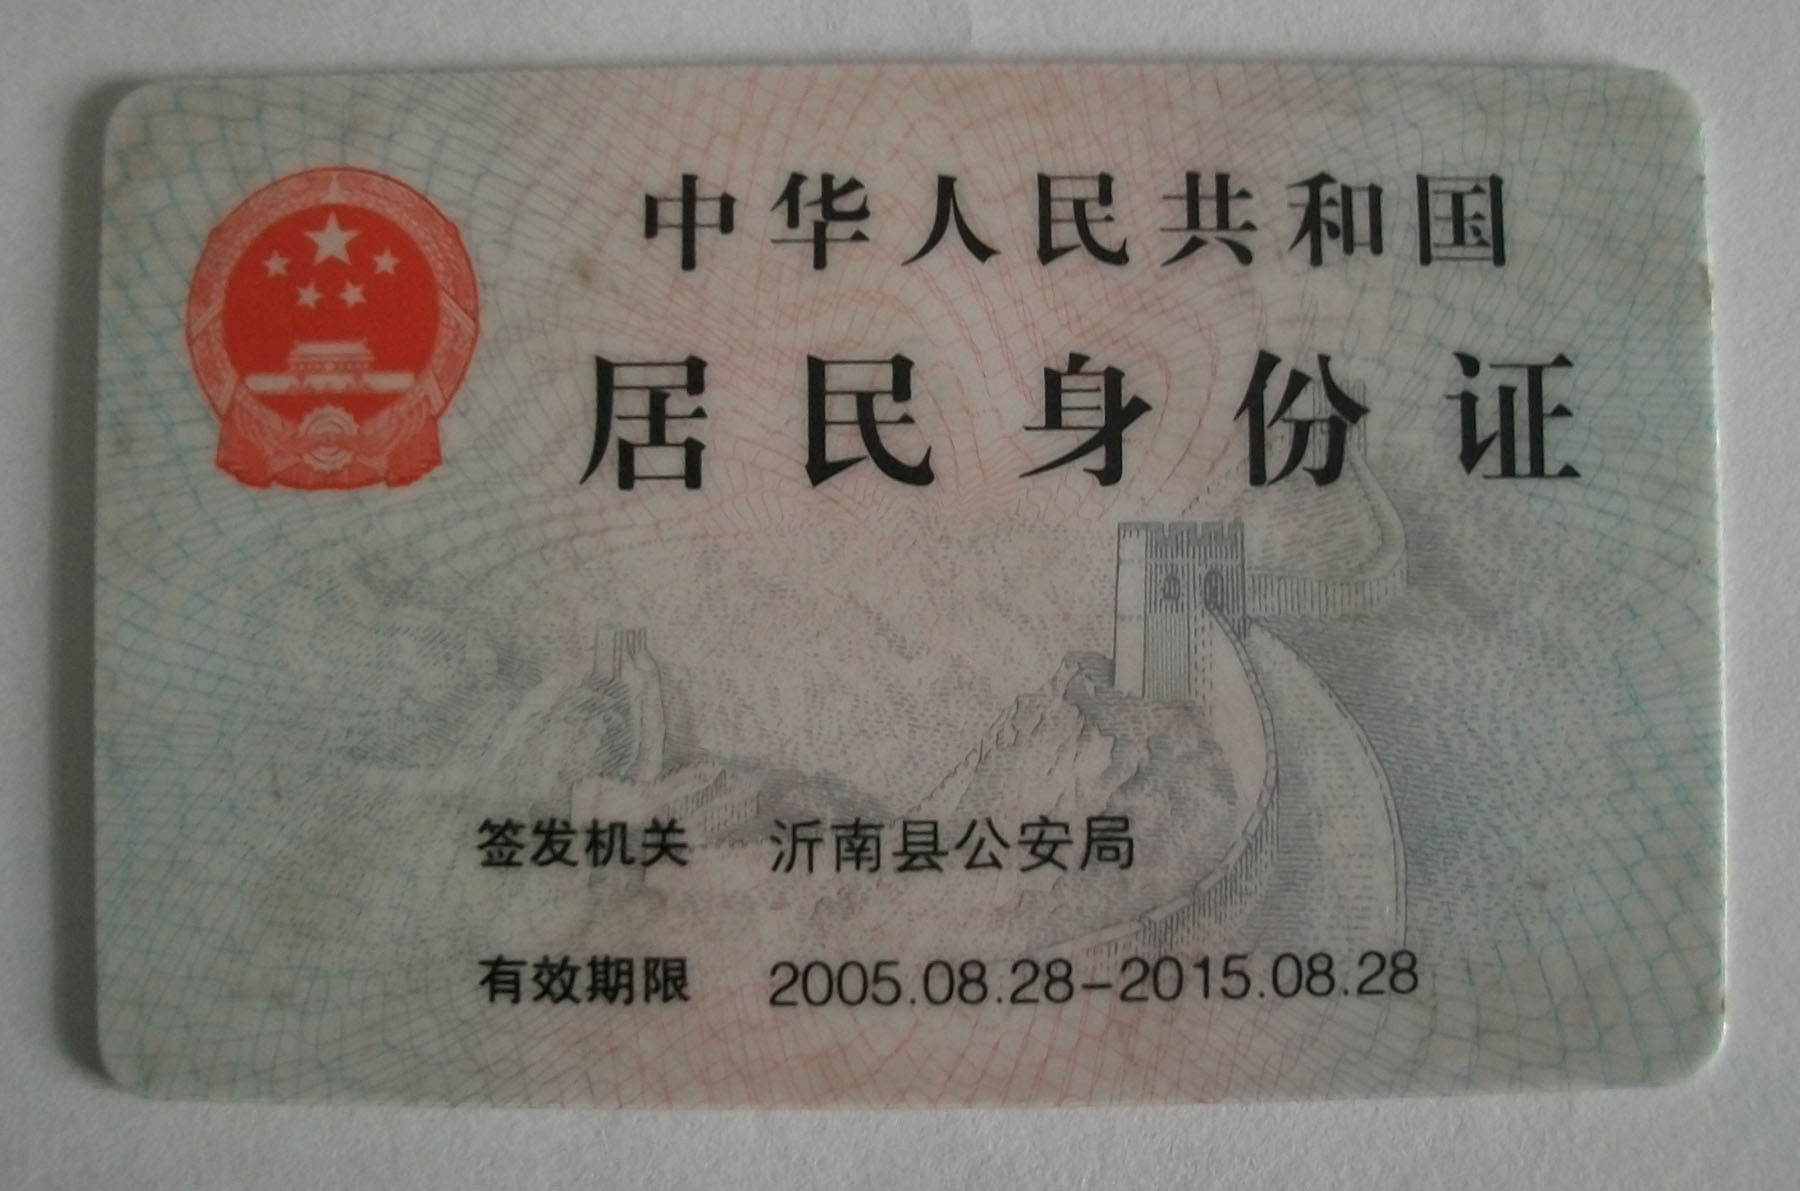 中华人民共和国
居民身份证
签发机关 沂南县公安局
有效期限 2005.08.28-2015.08.28